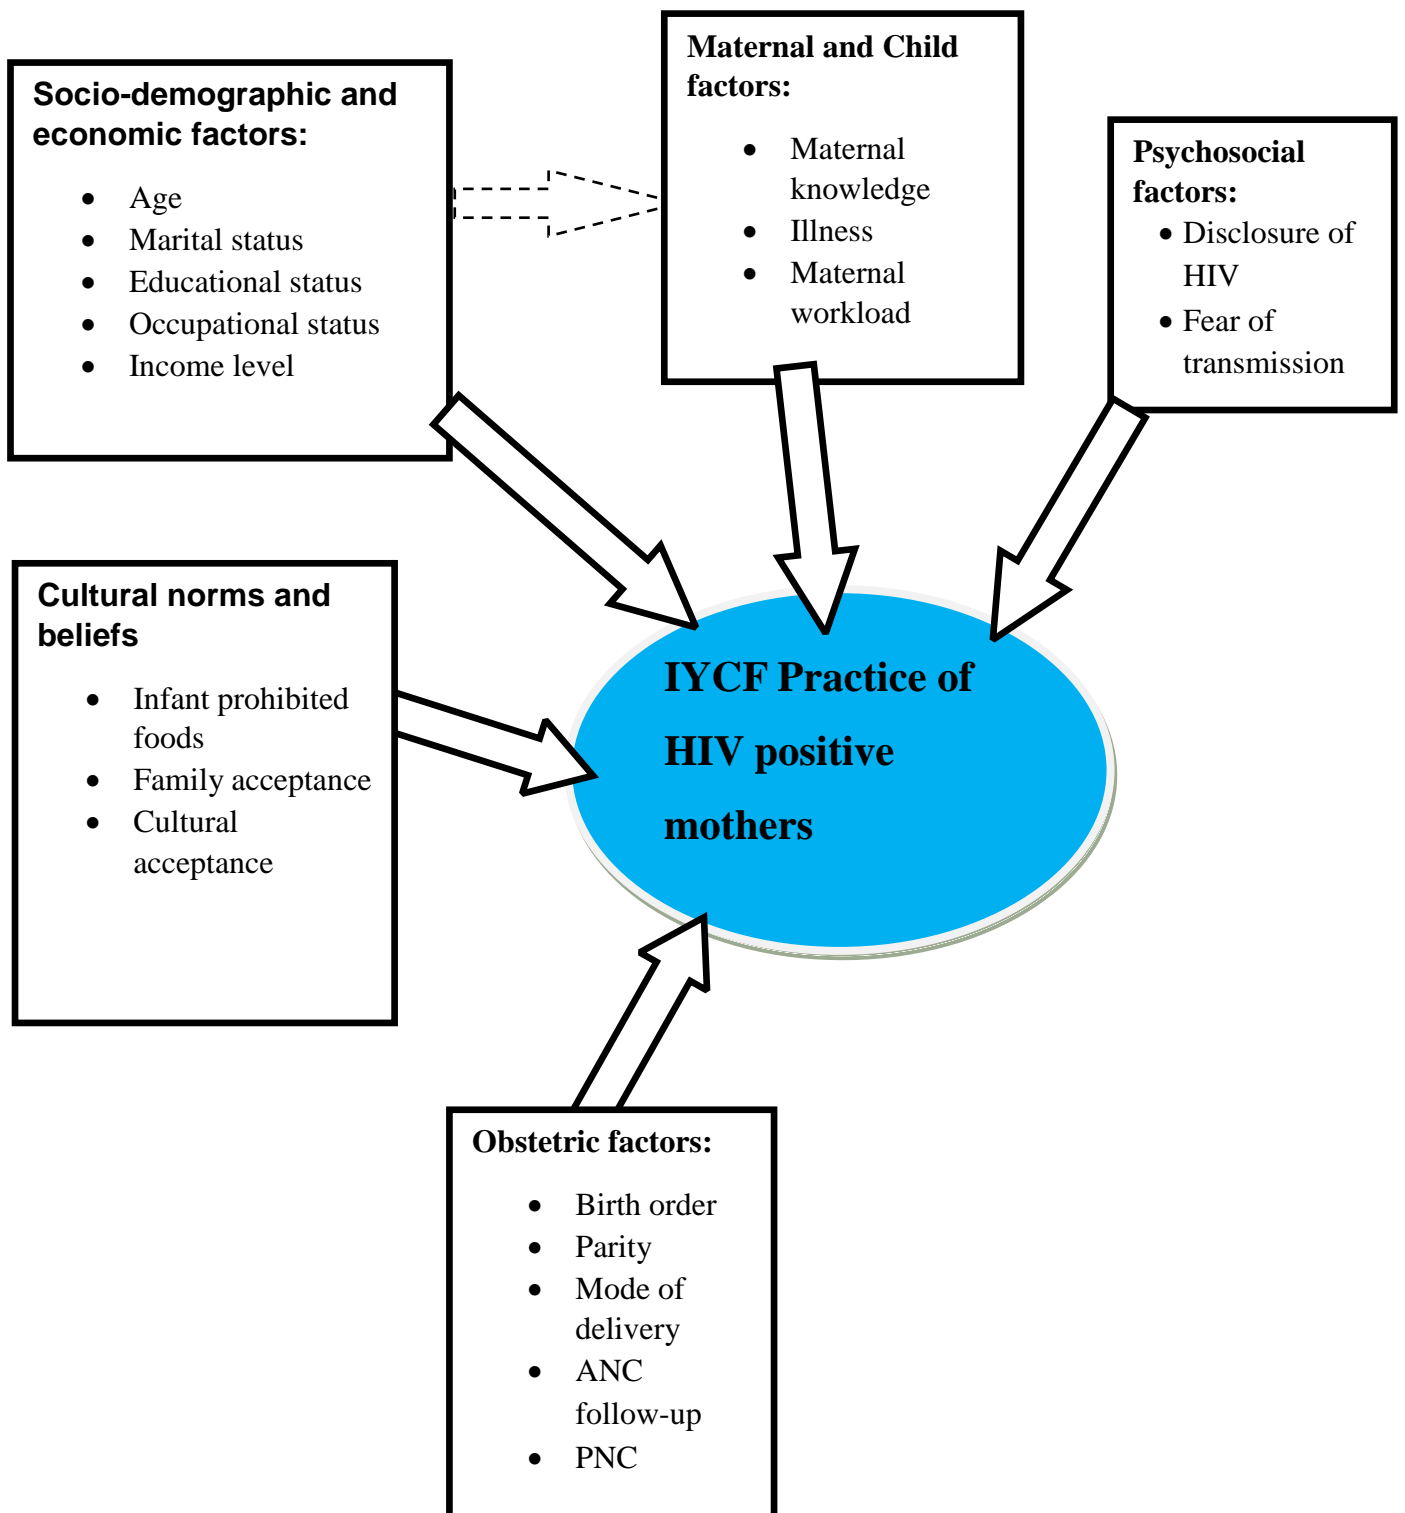 Socio-demographic and
economic factors:
• Age
• Marital status
• Educational status
• Occupational status
• Income level
Maternal and Child
factors:
• Maternal
knowledge
• Illness
• Maternal
workload
Psychosocial
factors:
• Disclosure of
HIV
• Fear of
transmission
Cultural norms and
beliefs
• Infant prohibited
foods
• Family acceptance
• Cultural
acceptance
IYCF Practice of
HIV positive
mothers
Obstetric factors:
• Birth order
• Parity
• Mode of
delivery
• ANC
follow-up
• PNC